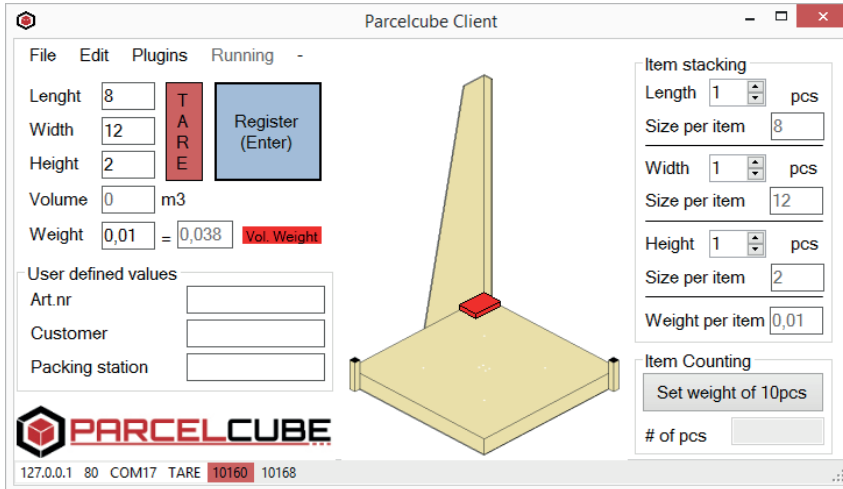 Parcelcube Client
File Edit Plugins Running -
Lenght 8
Width 12
Height 2
Volume 0 m3
Weight 0,01 = 0,038 Vol. Weight
TARE
Register
(Enter)
User defined values
Art.nr
Customer
Packing station
PARCELCUBE
Item stacking
Length 1 pcs
Size per item 8
Width 1 pcs
Size per item 12
Height 1 pcs
Size per item 2
Weight per item 0,01
Item Counting
Set weight of 10pcs
# of pcs
127.0.0.1 80 COM17 TARE 10160 10168